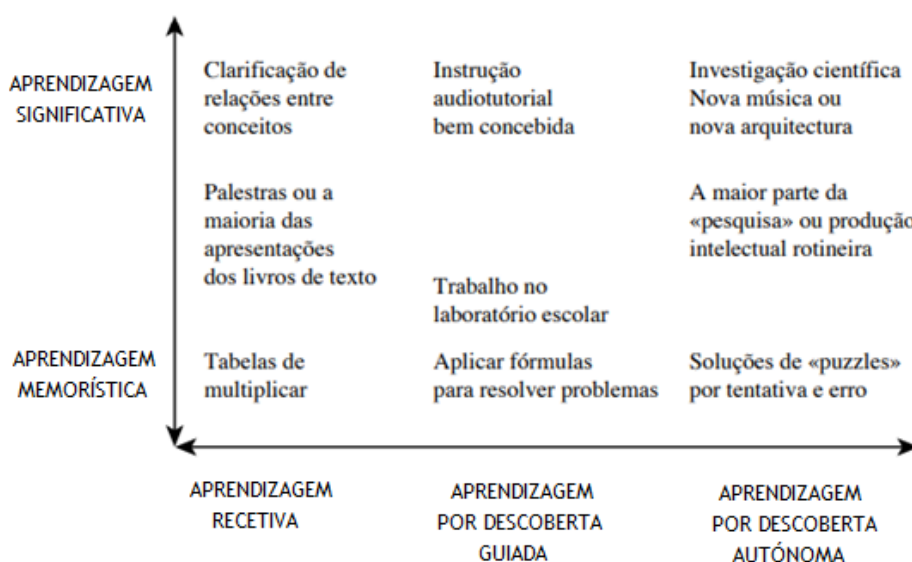 APRENDIZAGEM
SIGNIFICATIVA
Clarificação de
relações entre
conceitos
Instrução
audiotutorial
bem concebida
Investigação científica
Nova música ou
nova arquitectura
Palestras ou a
maioria das
apresentações
dos livros de texto
A maior parte da
«pesquisa» ou produção
intelectual rotineira
Trabalho no
laboratório escolar
APRENDIZAGEM
MEMORÍSTICA
Tabelas de
multiplicar
Aplicar fórmulas
para resolver problemas
Soluções de «puzzles»
por tentativa e erro
APRENDIZAGEM
RECETIVA
APRENDIZAGEM
POR DESCOBERTA
GUIADA
APRENDIZAGEM
POR DESCOBERTA
AUTÓNOMA